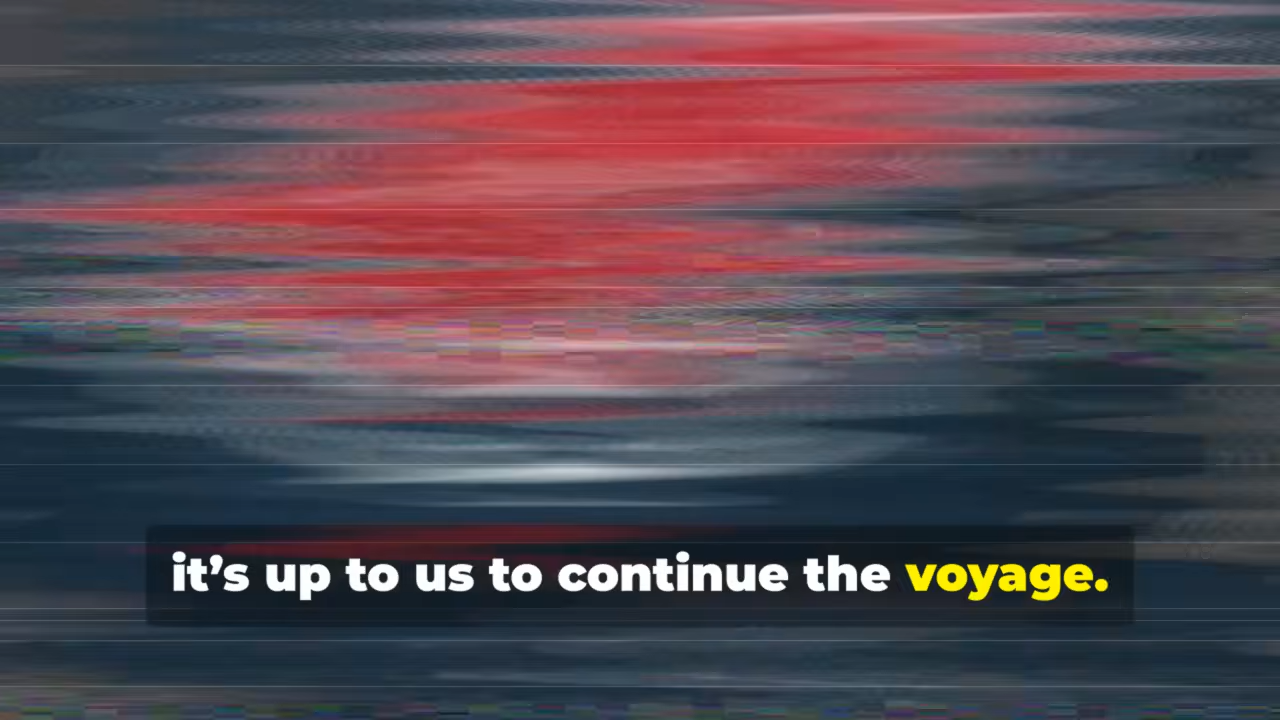 it’s up to us to continue the voyage.